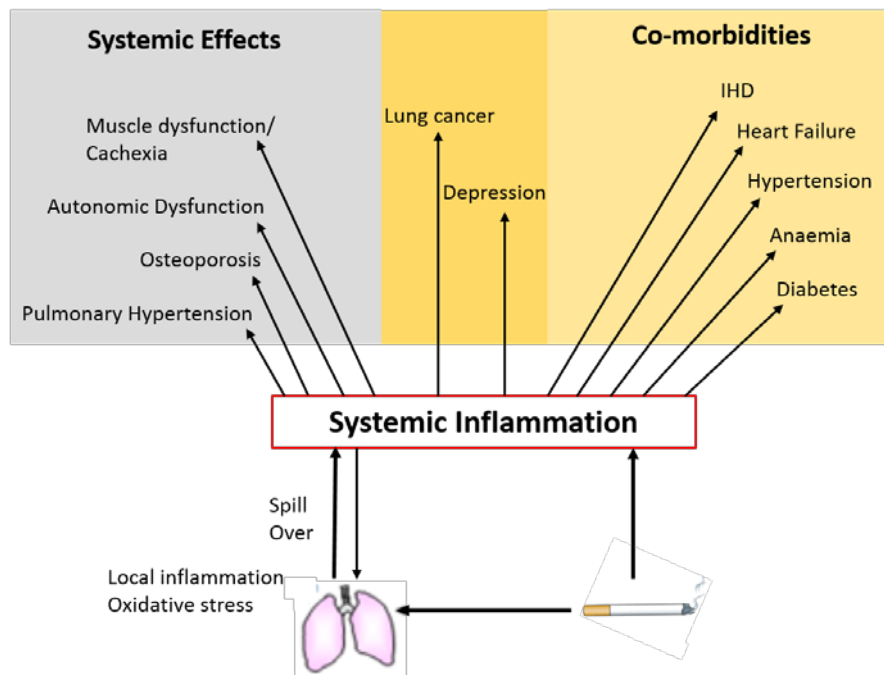 Systemic Effects
Co-morbidities
Muscle dysfunction/
Cachexia
Autonomic Dysfunction
Osteoporosis
Pulmonary Hypertension
Lung cancer
Depression
IHD
Heart Failure
Hypertension
Anaemia
Diabetes
Systemic Inflammation
Spill
Over
Local inflammation
Oxidative stress